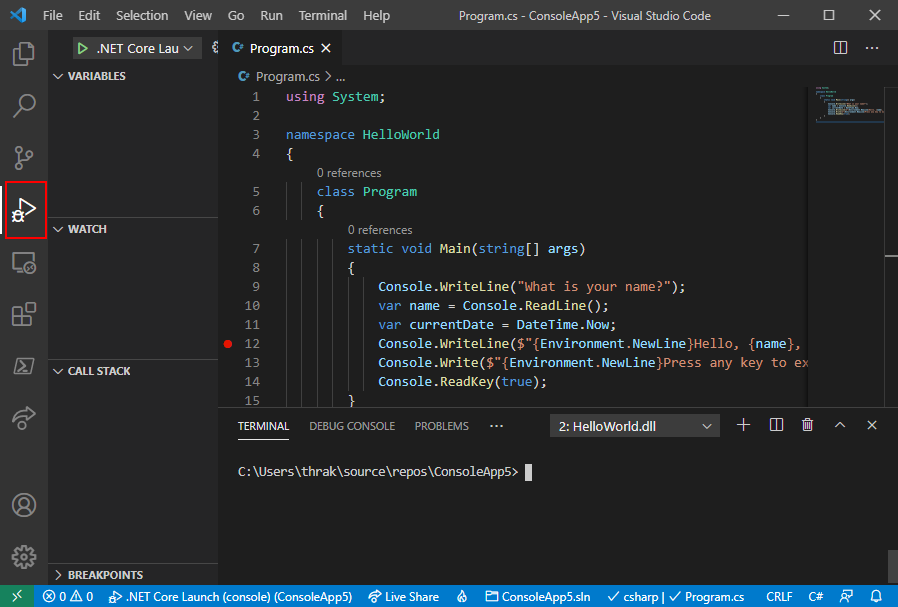 File Edit Selection View Go Run Terminal Help Program.cs - ConsoleApp5 - Visual Studio Code
.NET Core Lau
VARIABLES
WATCH
CALL STACK
BREAKPOINTS
C# Program.cs
C# Program.cs > ...
1 using System;
2
3 namespace HelloWorld
4 {
0 references
5 class Program
6 {
0 references
7 static void Main(string[] args)
8 {
9 Console.WriteLine("What is your name?");
10 var name = Console.ReadLine();
11 var currentDate = DateTime.Now;
12 Console.WriteLine($"{Environment.NewLine}Hello, {name},
13 Console.Write($"{Environment.NewLine}Press any key to ex
14 Console.ReadKey(true);
15 }
TERMINAL DEBUG CONSOLE PROBLEMS ... 2: HelloWorld.dll
C:\Users\thrak\source\repos\ConsoleApp5>
0 0 .NET Core Launch (console) (ConsoleApp5) Live Share ConsoleApp5.sln csharp | Program.cs CRLF C#